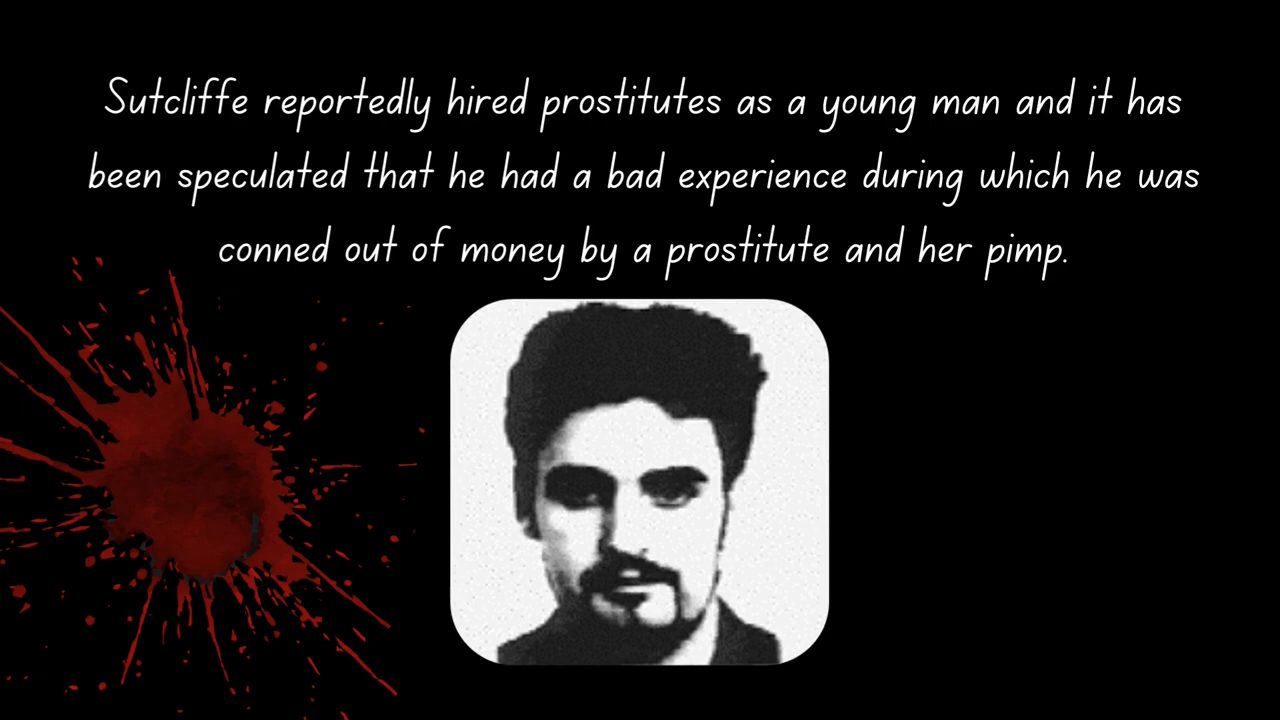 Sutcliffe reportedly hired prostitutes as a young man and it has
been speculated that he had a bad experience during which he was
conned out of money by a prostitute and her pimp.